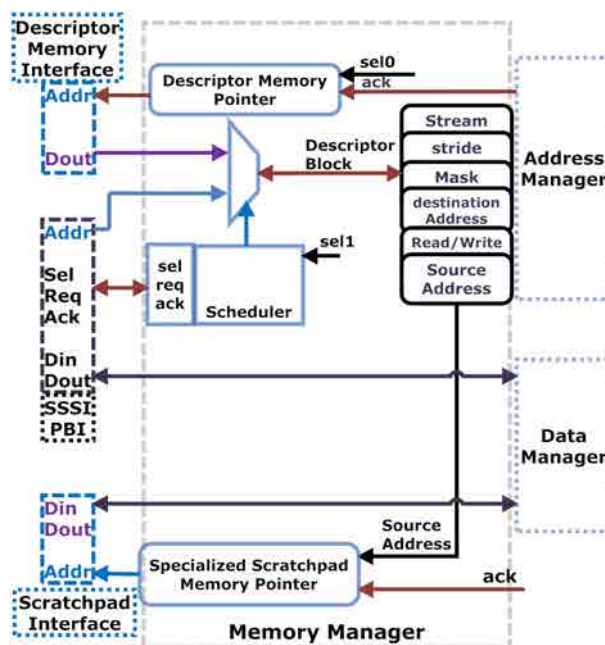 Descriptor
Memory
Interface
Addr
Dout
Addr
Sel
Req
Ack
Din
Dout
SSSI
PBI
Din
Dout
Addr
Scratchpad
Interface
Descriptor Memory
Pointer
sel0
ack
Descriptor
Block
sel
req
ack
Scheduler
sel1
Stream
stride
Mask
destination
Address
Read/Write
Source
Address
Source
Address
Specialized Scratchpad
Memory Pointer
ack
Memory Manager
Address
Manager
Data
Manager